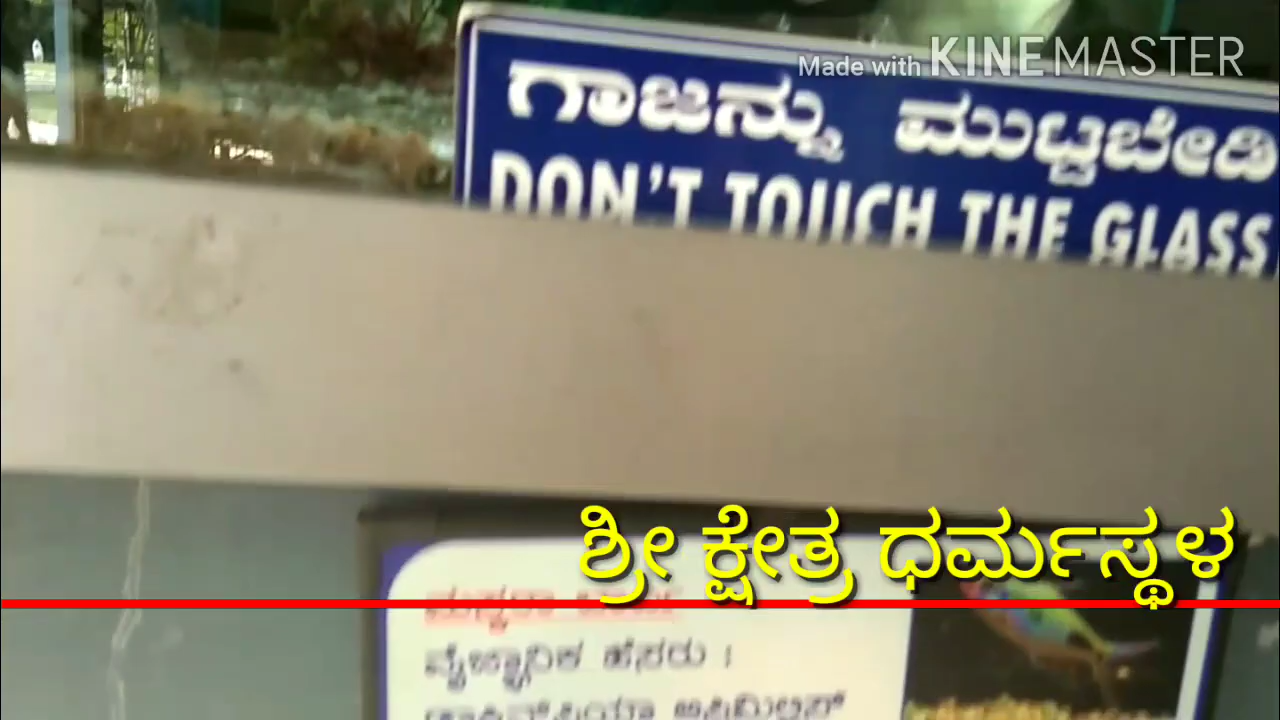 Made with KINEMASTER
ಗಾಜನ್ನು ಮುಟ್ಟಬೇಡಿ
DON'T TOUCH THE GLASS
ಶ್ರೀ ಕ್ಷೇತ್ರ ಧರ್ಮಸ್ಥಳ
ವೈಜ್ಞಾನಿಕ ಹೆಸರು :